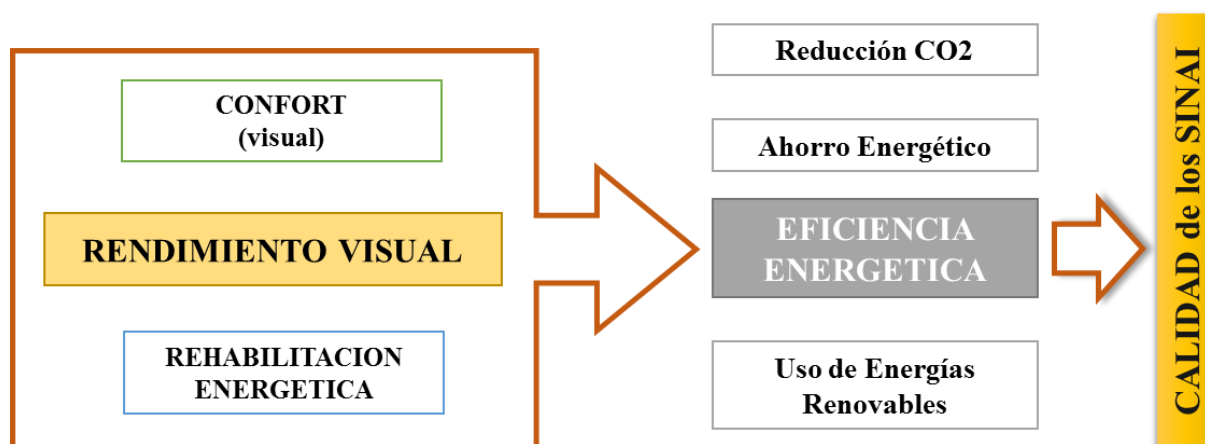 CONFORT
(visual)
RENDIMIENTO VISUAL
REHABILITACION
ENERGETICA
Reducción CO2
Ahorro Energético
EFICIENCIA
ENERGETICA
Uso de Energías
Renovables
CALIDAD de los SINAI